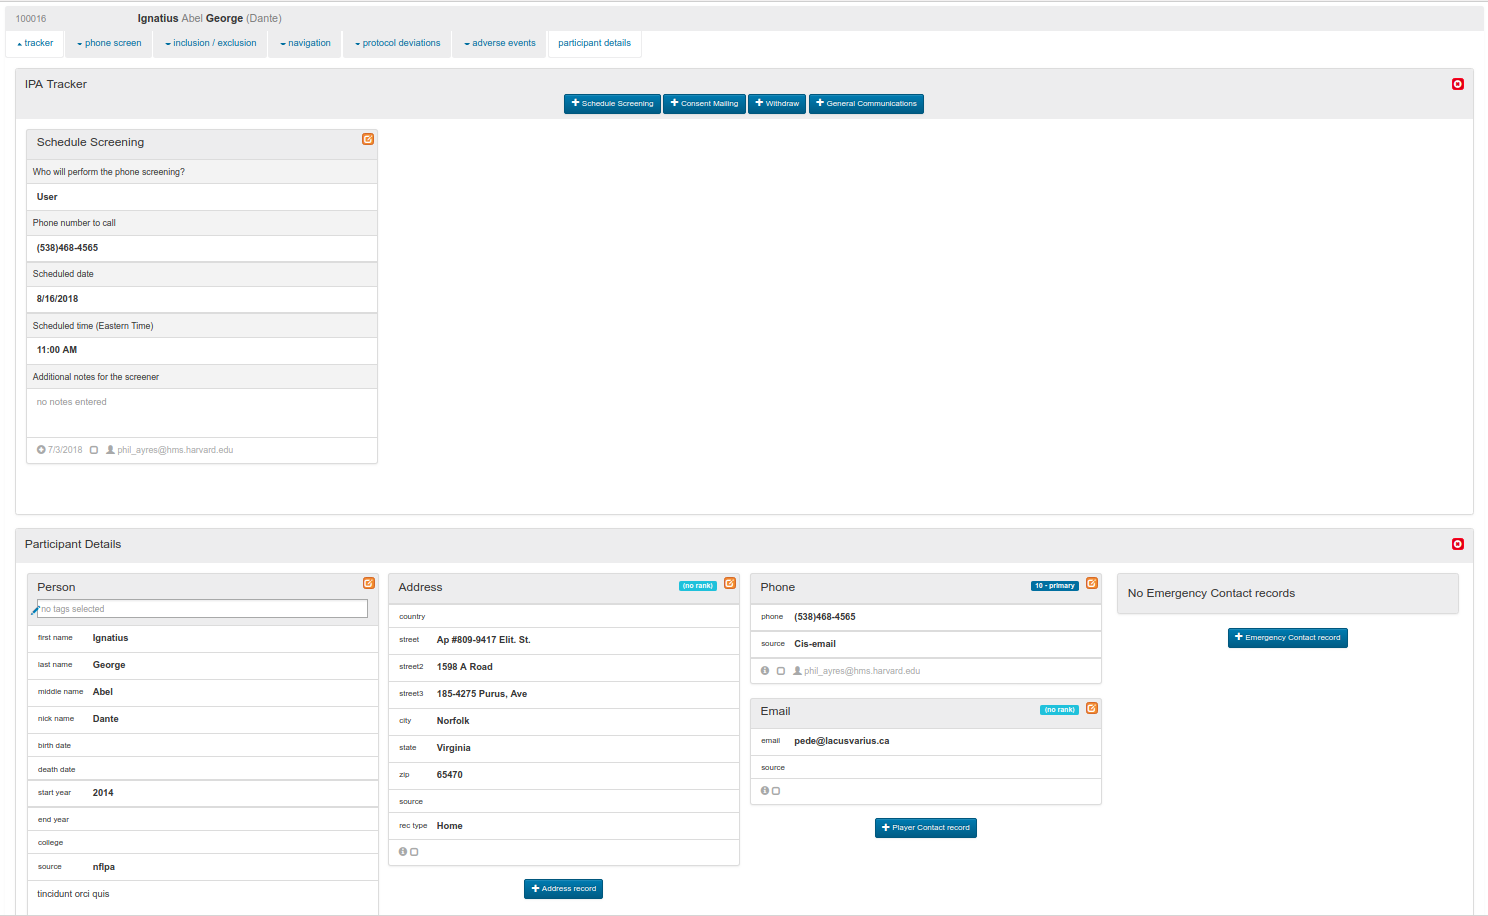 100016 Ignatius Abel George (Dante)
tracker phone screen inclusion / exclusion navigation protocol deviations adverse events participant details
IPA Tracker
Schedule Screening Consent Mailing Withdraw General Communications
Schedule Screening
Who will perform the phone screening?
User
Phone number to call
(538)468-4565
Scheduled date
8/16/2018
Scheduled time (Eastern Time)
11:00 AM
Additional notes for the screener
no notes entered
7/3/2018 phil_ayres@hms.harvard.edu
Participant Details
Person
no tags selected
first name Ignatius
last name George
middle name Abel
nick name Dante
birth date
death date
start year 2014
end year
college
source nflpa
tincidunt orci quis
Address (no rank)
country
street Ap #809-9417 Elit. St.
street2 1598 A Road
street3 185-4275 Purus, Ave
city Norfolk
state Virginia
zip 65470
source
rec type Home
Address record
Phone 10 - primary
phone (538)468-4565
source Cis-email
phil_ayres@hms.harvard.edu
Email (no rank)
email pede@lacusvarius.ca
source
Player Contact record
No Emergency Contact records
Emergency Contact record